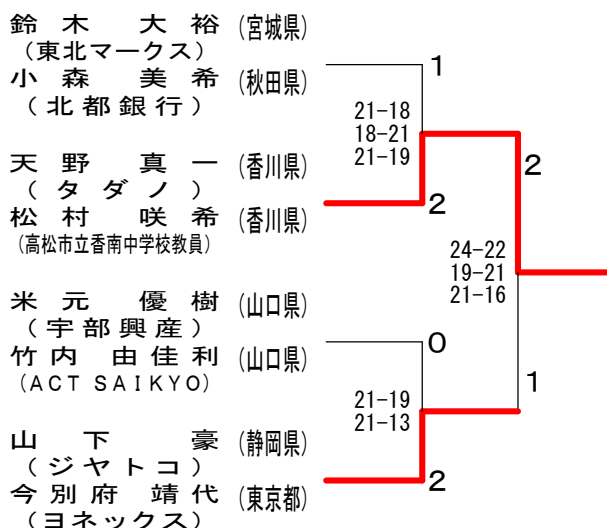 鈴木 大裕 (宮城県)
(東北マークス)
小森 美希 (秋田県)
(北都銀行)
1
21-18
18-21
21-19
天野 真一 (香川県)
(タダノ)
松村 咲希 (香川県)
(高松市立香南中学校教員)
2
2
24-22
19-21
21-16
米元 優樹 (山口県)
(宇部興産)
竹内 由佳利 (山口県)
(ACT SAIKYO)
0
1
21-19
21-13
山下 豪 (静岡県)
(ジヤトコ)
今別府 靖代 (東京都)
(ヨネックス)
2